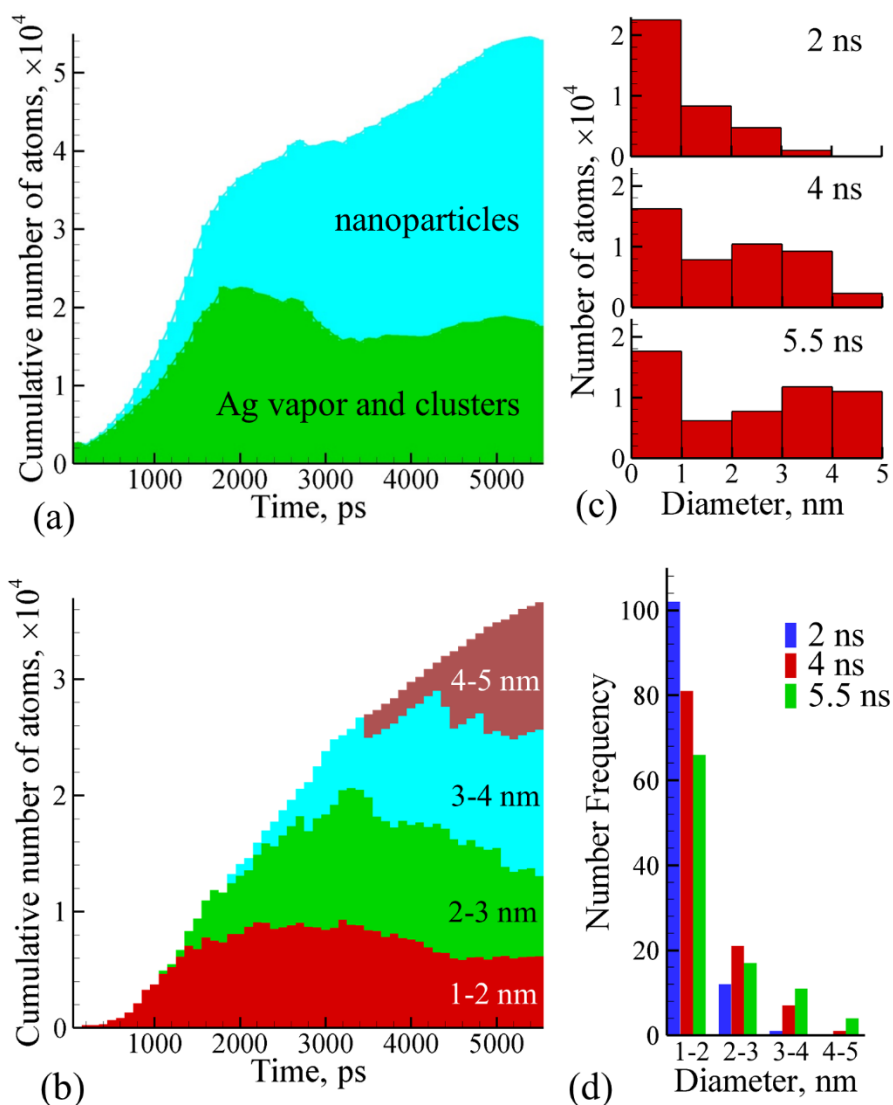 Cumulative number of atoms, ×10⁴
5
4
3
2
1
0
nanoparticles
Ag vapor and clusters
1000 2000 3000 4000 5000
Time, ps
(a)
Number of atoms, ×10⁴
2 ns
2
1
0
4 ns
2
1
0
5.5 ns
2
1
0
0 1 2 3 4 5
Diameter, nm
(c)
Cumulative number of atoms, ×10⁴
3
2
1
0
4-5 nm
3-4 nm
2-3 nm
1-2 nm
1000 2000 3000 4000 5000
Time, ps
(b)
Number Frequency
100
80
60
40
20
0
2 ns
4 ns
5.5 ns
1-2 2-3 3-4 4-5
Diameter, nm
(d)